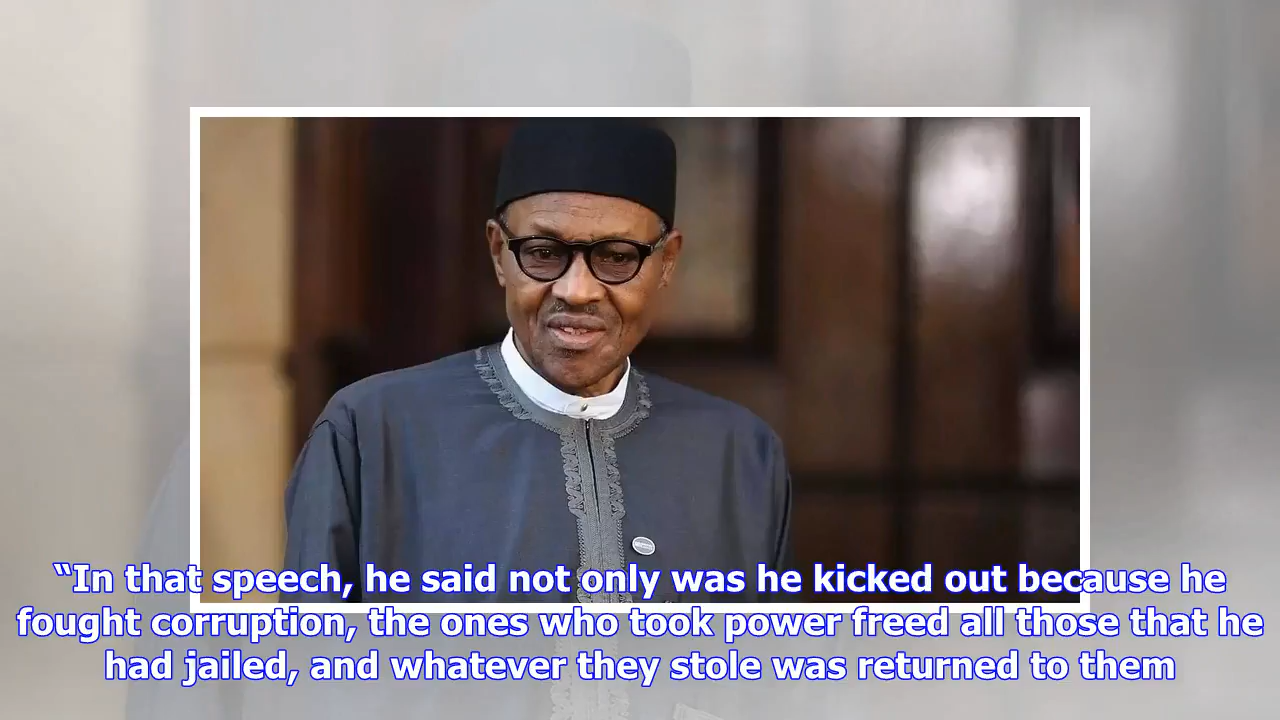 “In that speech, he said not only was he kicked out because he
fought corruption, the ones who took power freed all those that he
had jailed, and whatever they stole was returned to them